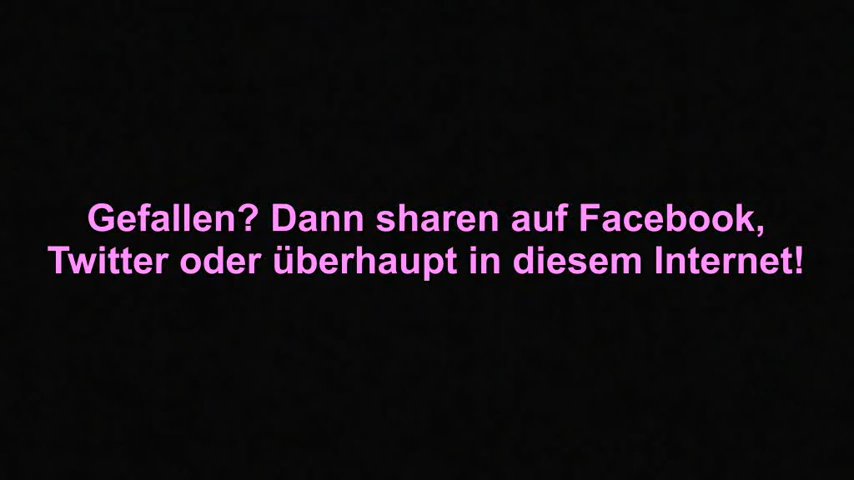 Gefallen? Dann sharen auf Facebook,
Twitter oder überhaupt in diesem Internet!